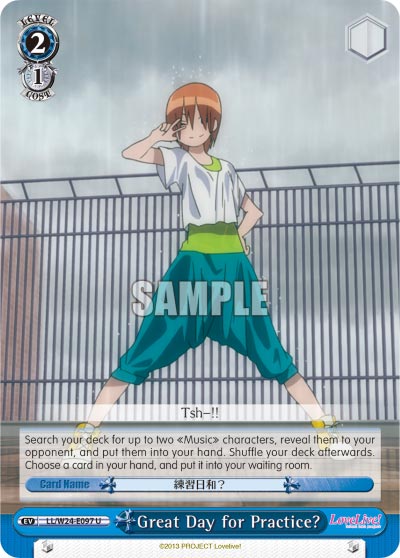 LEVEL
2
1
COST
SAMPLE
Tsh–!!
Search your deck for up to two «Music» characters, reveal them to your
opponent, and put them into your hand. Shuffle your deck afterwards.
Choose a card in your hand, and put it into your waiting room.
Card Name
練習日和?
EV
LL/W24-E097 U
Great Day for Practice?
LoveLive!
©2013 PROJECT Lovelive!